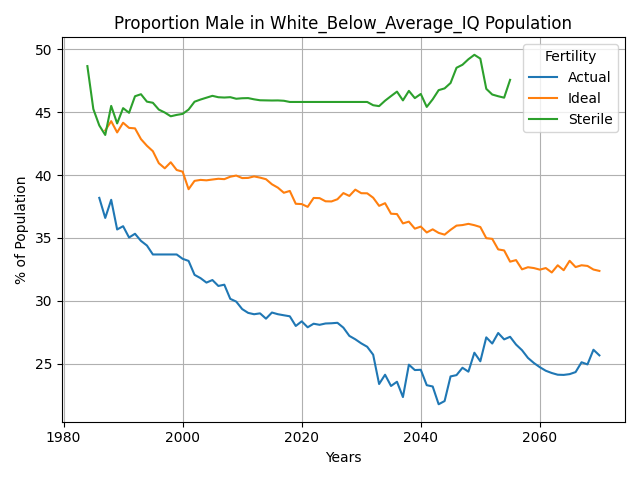 Proportion Male in White_Below_Average_IQ Population
% of Population
50
45
40
35
30
25
Fertility
Actual
Ideal
Sterile
1980
2000
2020
2040
2060
Years